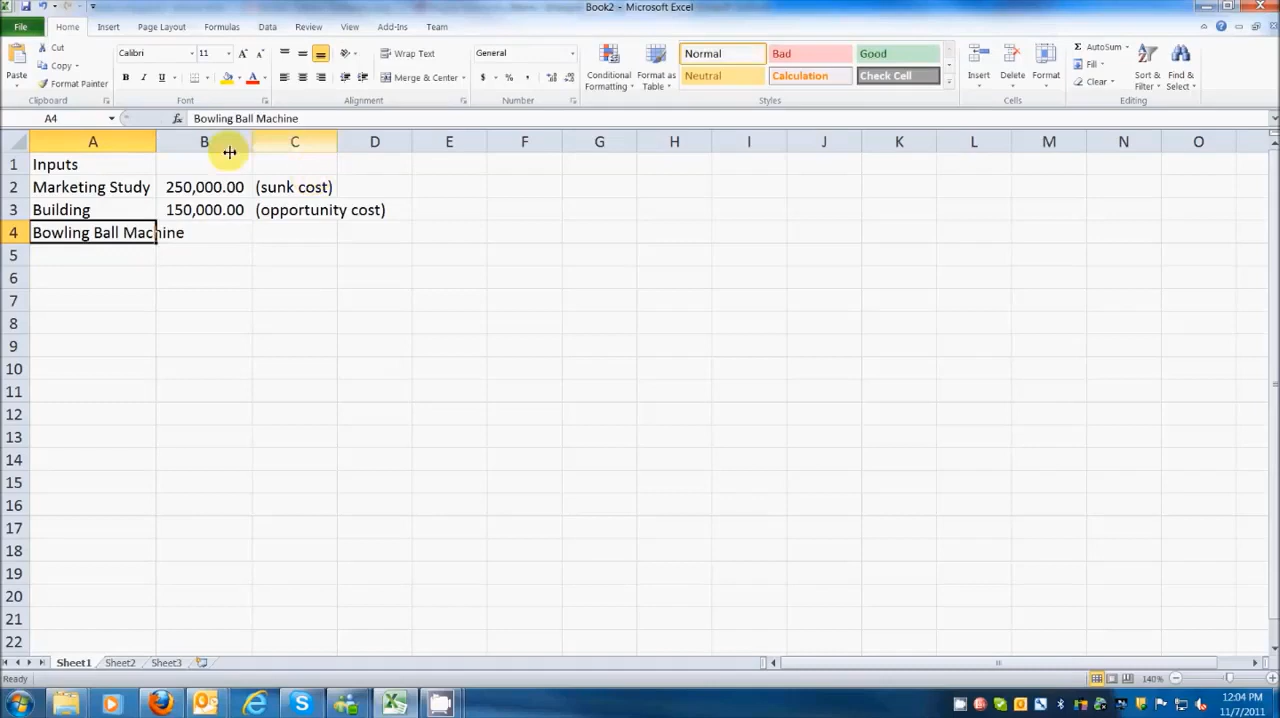 Book2 - Microsoft Excel
File Home Insert Page Layout Formulas Data Review View Add-Ins Team
Cut Calibri 11 Wrap Text General Normal Bad Good AutoSum
Copy Fill
Paste Format Painter Merge & Center Conditional Formatting Format as Table Neutral Calculation Check Cell Insert Delete Format Clear Sort & Filter Find & Select
Clipboard Font Alignment Number Styles Cells Editing
A4 fx Bowling Ball Machine
A B C D E F G H I J K L M N O
1 Inputs
2 Marketing Study 250,000.00 (sunk cost)
3 Building 150,000.00 (opportunity cost)
4 Bowling Ball Machine
5
6
7
8
9
10
11
12
13
14
15
16
17
18
19
20
21
22
Sheet1 Sheet2 Sheet3
Ready 140%
12:04 PM
11/7/2011